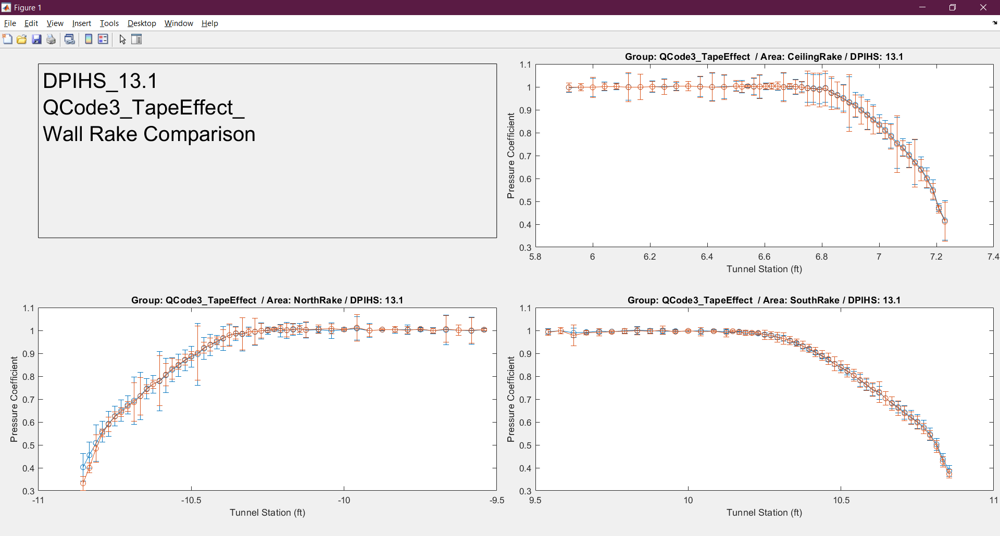 Figure 1
File Edit View Insert Tools Desktop Window Help
DPIHS_13.1
QCode3_TapeEffect_
Wall Rake Comparison
Group: QCode3_TapeEffect / Area: CeilingRake / DPIHS: 13.1
Pressure Coefficient
1.1
1
0.9
0.8
0.7
0.6
0.5
0.4
0.3
5.8 6 6.2 6.4 6.6 6.8 7 7.2 7.4
Tunnel Station (ft)
Group: QCode3_TapeEffect / Area: NorthRake / DPIHS: 13.1
Pressure Coefficient
1.1
1
0.9
0.8
0.7
0.6
0.5
0.4
0.3
-11 -10.5 -10 -9.5
Tunnel Station (ft)
Group: QCode3_TapeEffect / Area: SouthRake / DPIHS: 13.1
Pressure Coefficient
1.1
1
0.9
0.8
0.7
0.6
0.5
0.4
0.3
9.5 10 10.5 11
Tunnel Station (ft)